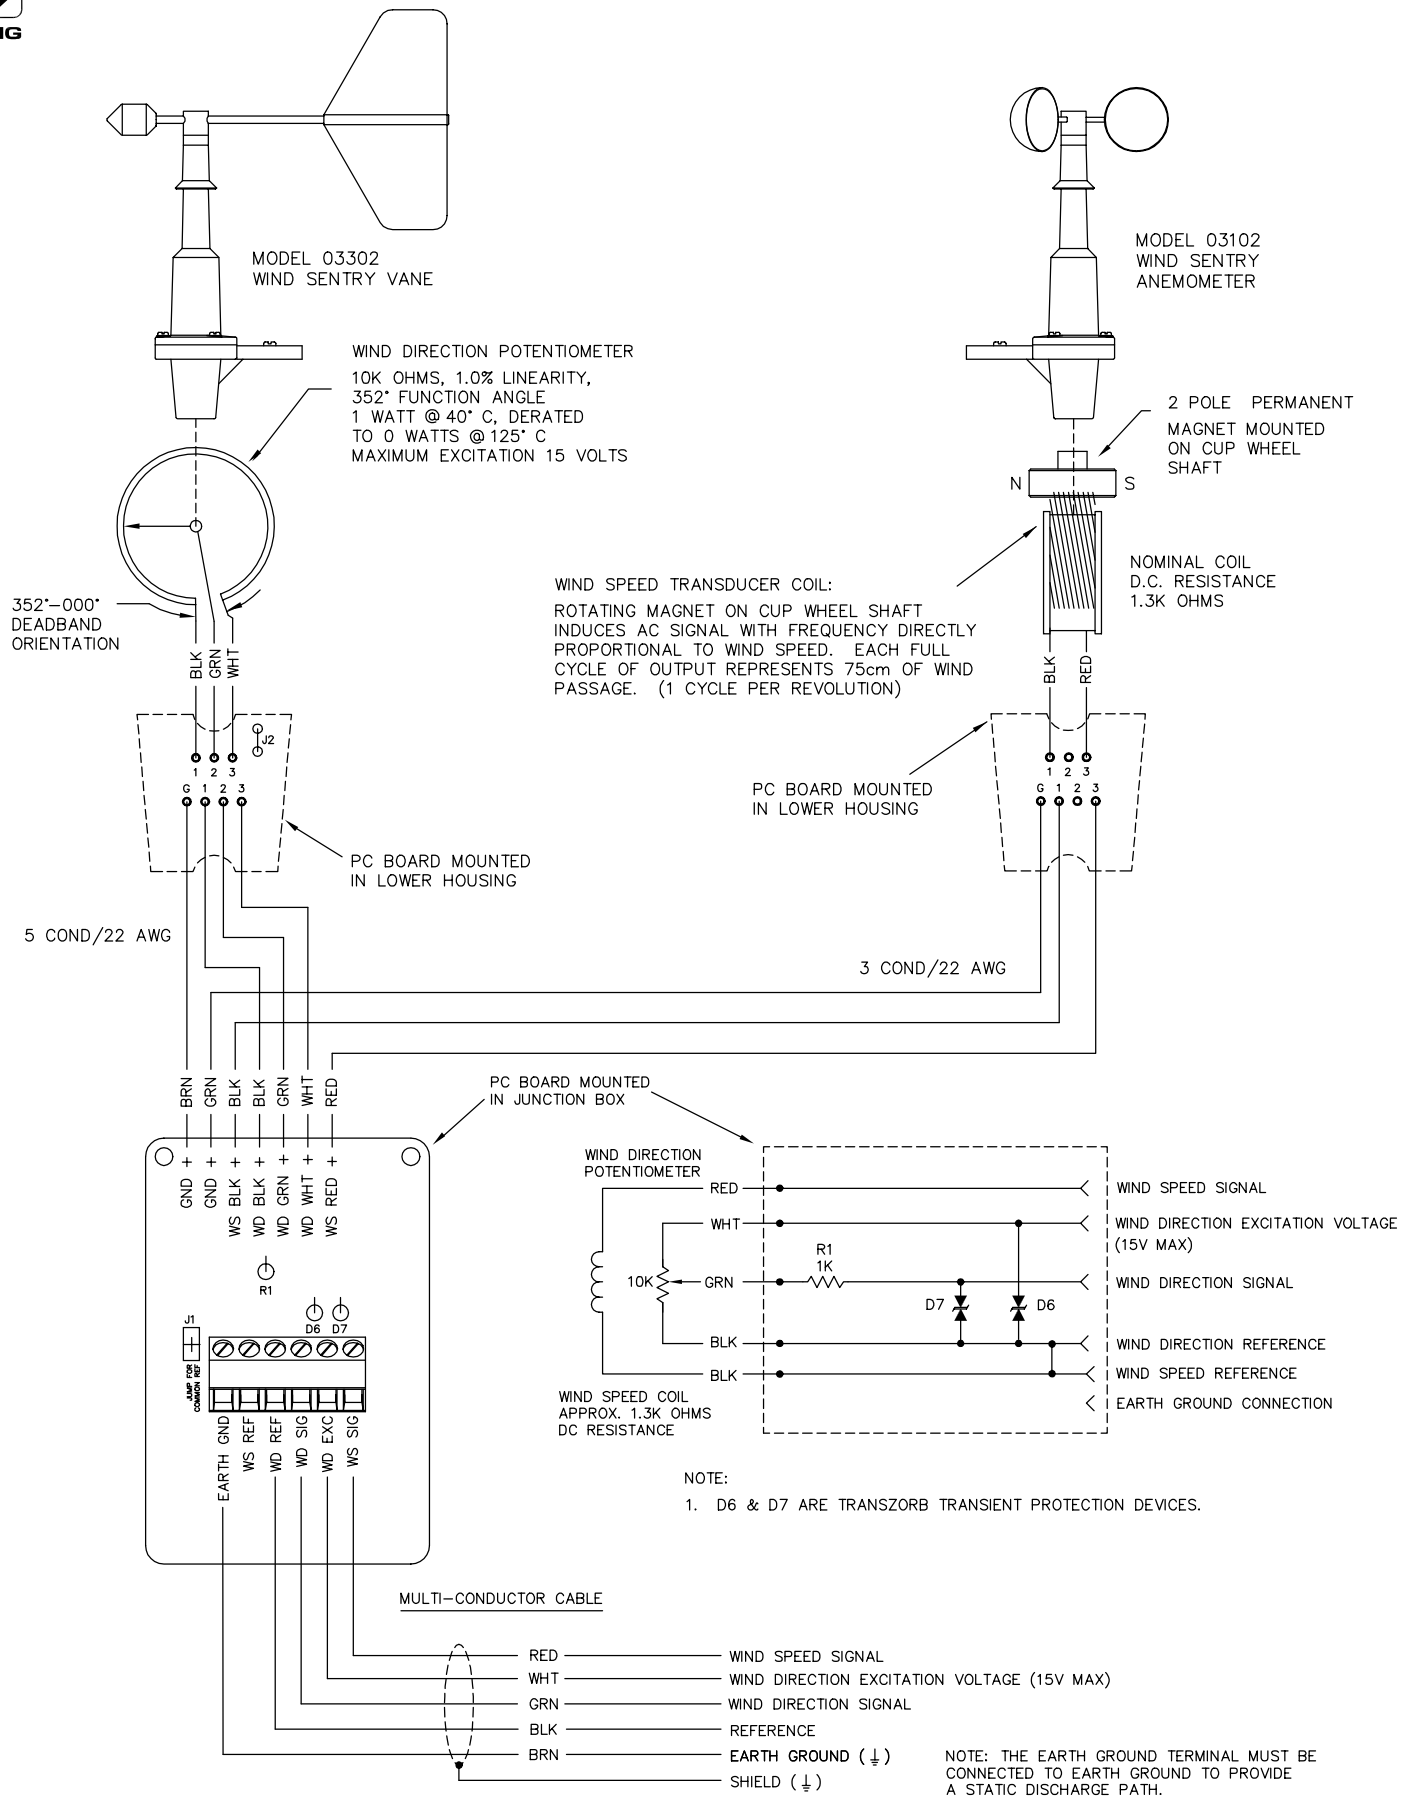 MODEL 03302
WIND SENTRY VANE
MODEL 03102
WIND SENTRY
ANEMOMETER
WIND DIRECTION POTENTIOMETER
10K OHMS, 1.0% LINEARITY,
352° FUNCTION ANGLE
1 WATT @ 40° C, DERATED
TO 0 WATTS @ 125° C
MAXIMUM EXCITATION 15 VOLTS
2 POLE PERMANENT
MAGNET MOUNTED
ON CUP WHEEL
SHAFT
N
S
352°-000°
DEADBAND
ORIENTATION
WIND SPEED TRANSDUCER COIL:
ROTATING MAGNET ON CUP WHEEL SHAFT
INDUCES AC SIGNAL WITH FREQUENCY DIRECTLY
PROPORTIONAL TO WIND SPEED. EACH FULL
CYCLE OF OUTPUT REPRESENTS 75cm OF WIND
PASSAGE. (1 CYCLE PER REVOLUTION)
NOMINAL COIL
D.C. RESISTANCE
1.3K OHMS
BLK
GRN
WHT
BLK
RED
J2
1 2 3
G 1 2 3
1 2 3
G 1 2 3
PC BOARD MOUNTED
IN LOWER HOUSING
PC BOARD MOUNTED
IN LOWER HOUSING
5 COND/22 AWG
3 COND/22 AWG
BRN
GRN
BLK
BLK
GRN
WHT
RED
PC BOARD MOUNTED
IN JUNCTION BOX
GND +
GND +
WS BLK +
WD BLK +
WD GRN +
WD WHT +
WS RED +
R1
D6 D7
J1
JUMP FOR
COMMON REF
EARTH GND
WS REF
WD REF
WD SIG
WD EXC
WS SIG
WIND DIRECTION
POTENTIOMETER
RED
WIND SPEED SIGNAL
WHT
WIND DIRECTION EXCITATION VOLTAGE
(15V MAX)
R1
1K
10K
GRN
WIND DIRECTION SIGNAL
D7
D6
BLK
WIND DIRECTION REFERENCE
BLK
WIND SPEED REFERENCE
EARTH GROUND CONNECTION
WIND SPEED COIL
APPROX. 1.3K OHMS
DC RESISTANCE
NOTE:
1. D6 & D7 ARE TRANSZORB TRANSIENT PROTECTION DEVICES.
MULTI-CONDUCTOR CABLE
RED WIND SPEED SIGNAL
WHT WIND DIRECTION EXCITATION VOLTAGE (15V MAX)
GRN WIND DIRECTION SIGNAL
BLK REFERENCE
BRN EARTH GROUND (⏚)
SHIELD (⏚)
NOTE: THE EARTH GROUND TERMINAL MUST BE
CONNECTED TO EARTH GROUND TO PROVIDE
A STATIC DISCHARGE PATH.